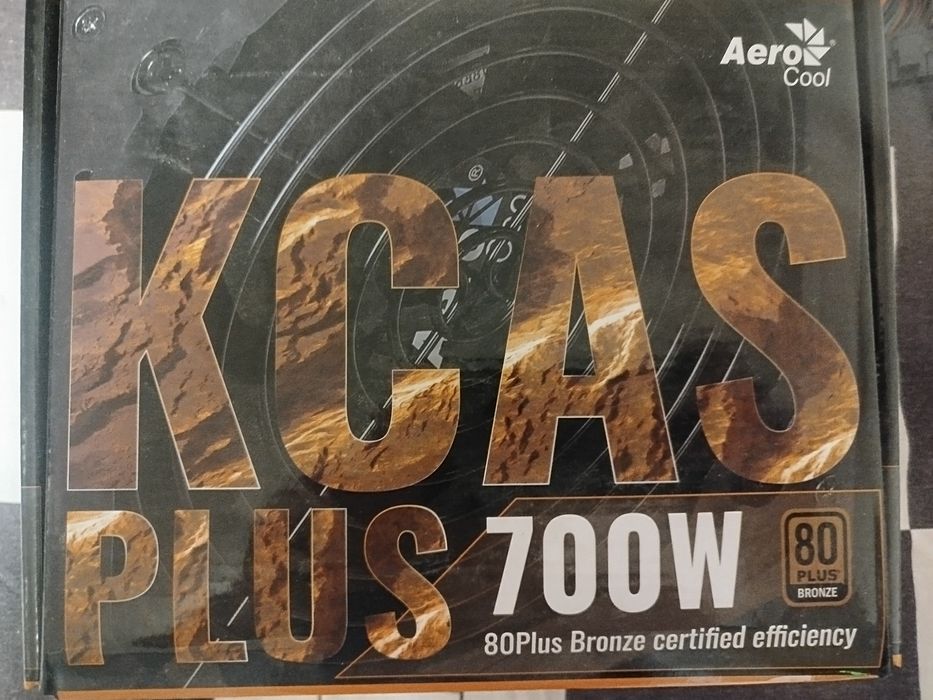 Aero
Cool
KCAS
PLUS
700W
80
PLUS
BRONZE
80Plus Bronze certified efficiency